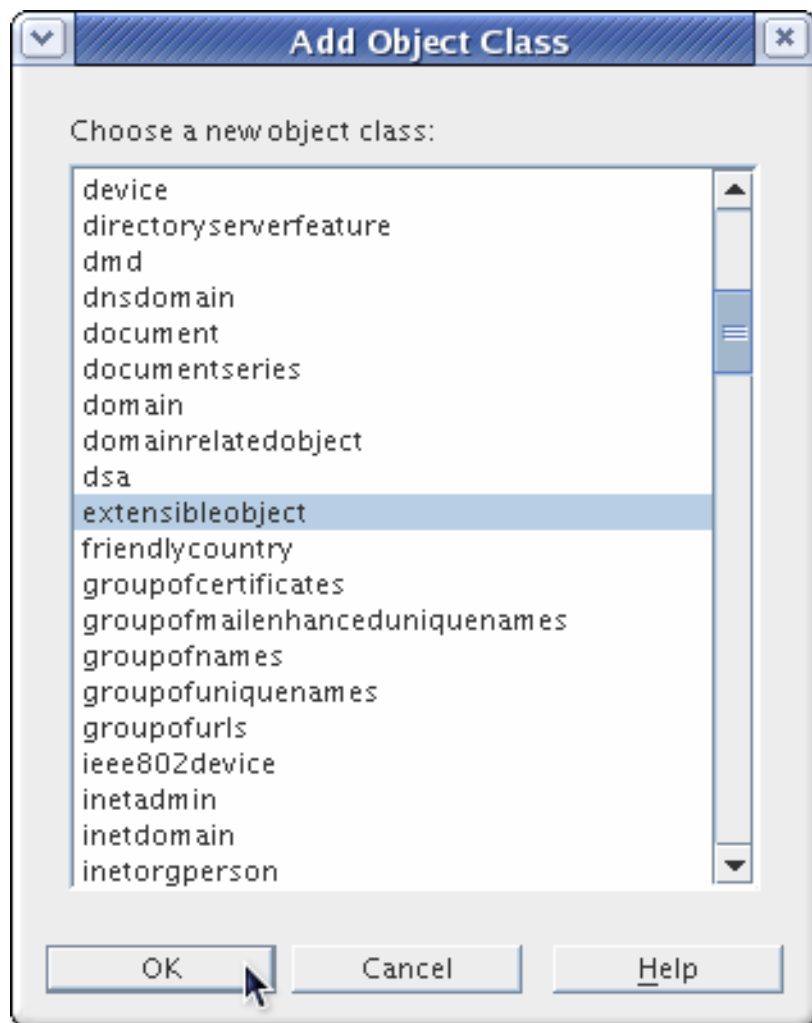 Add Object Class
Choose a new object class:
device
directoryserverfeature
dmd
dnsdomain
document
documentseries
domain
domainrelatedobject
dsa
extensibleobject
friendlycountry
groupofcertificates
groupofmailenhanceduniquenames
groupofnames
groupofuniquenames
groupofurls
ieee802device
inetadmin
inetdomain
inetorgperson
OK Cancel Help